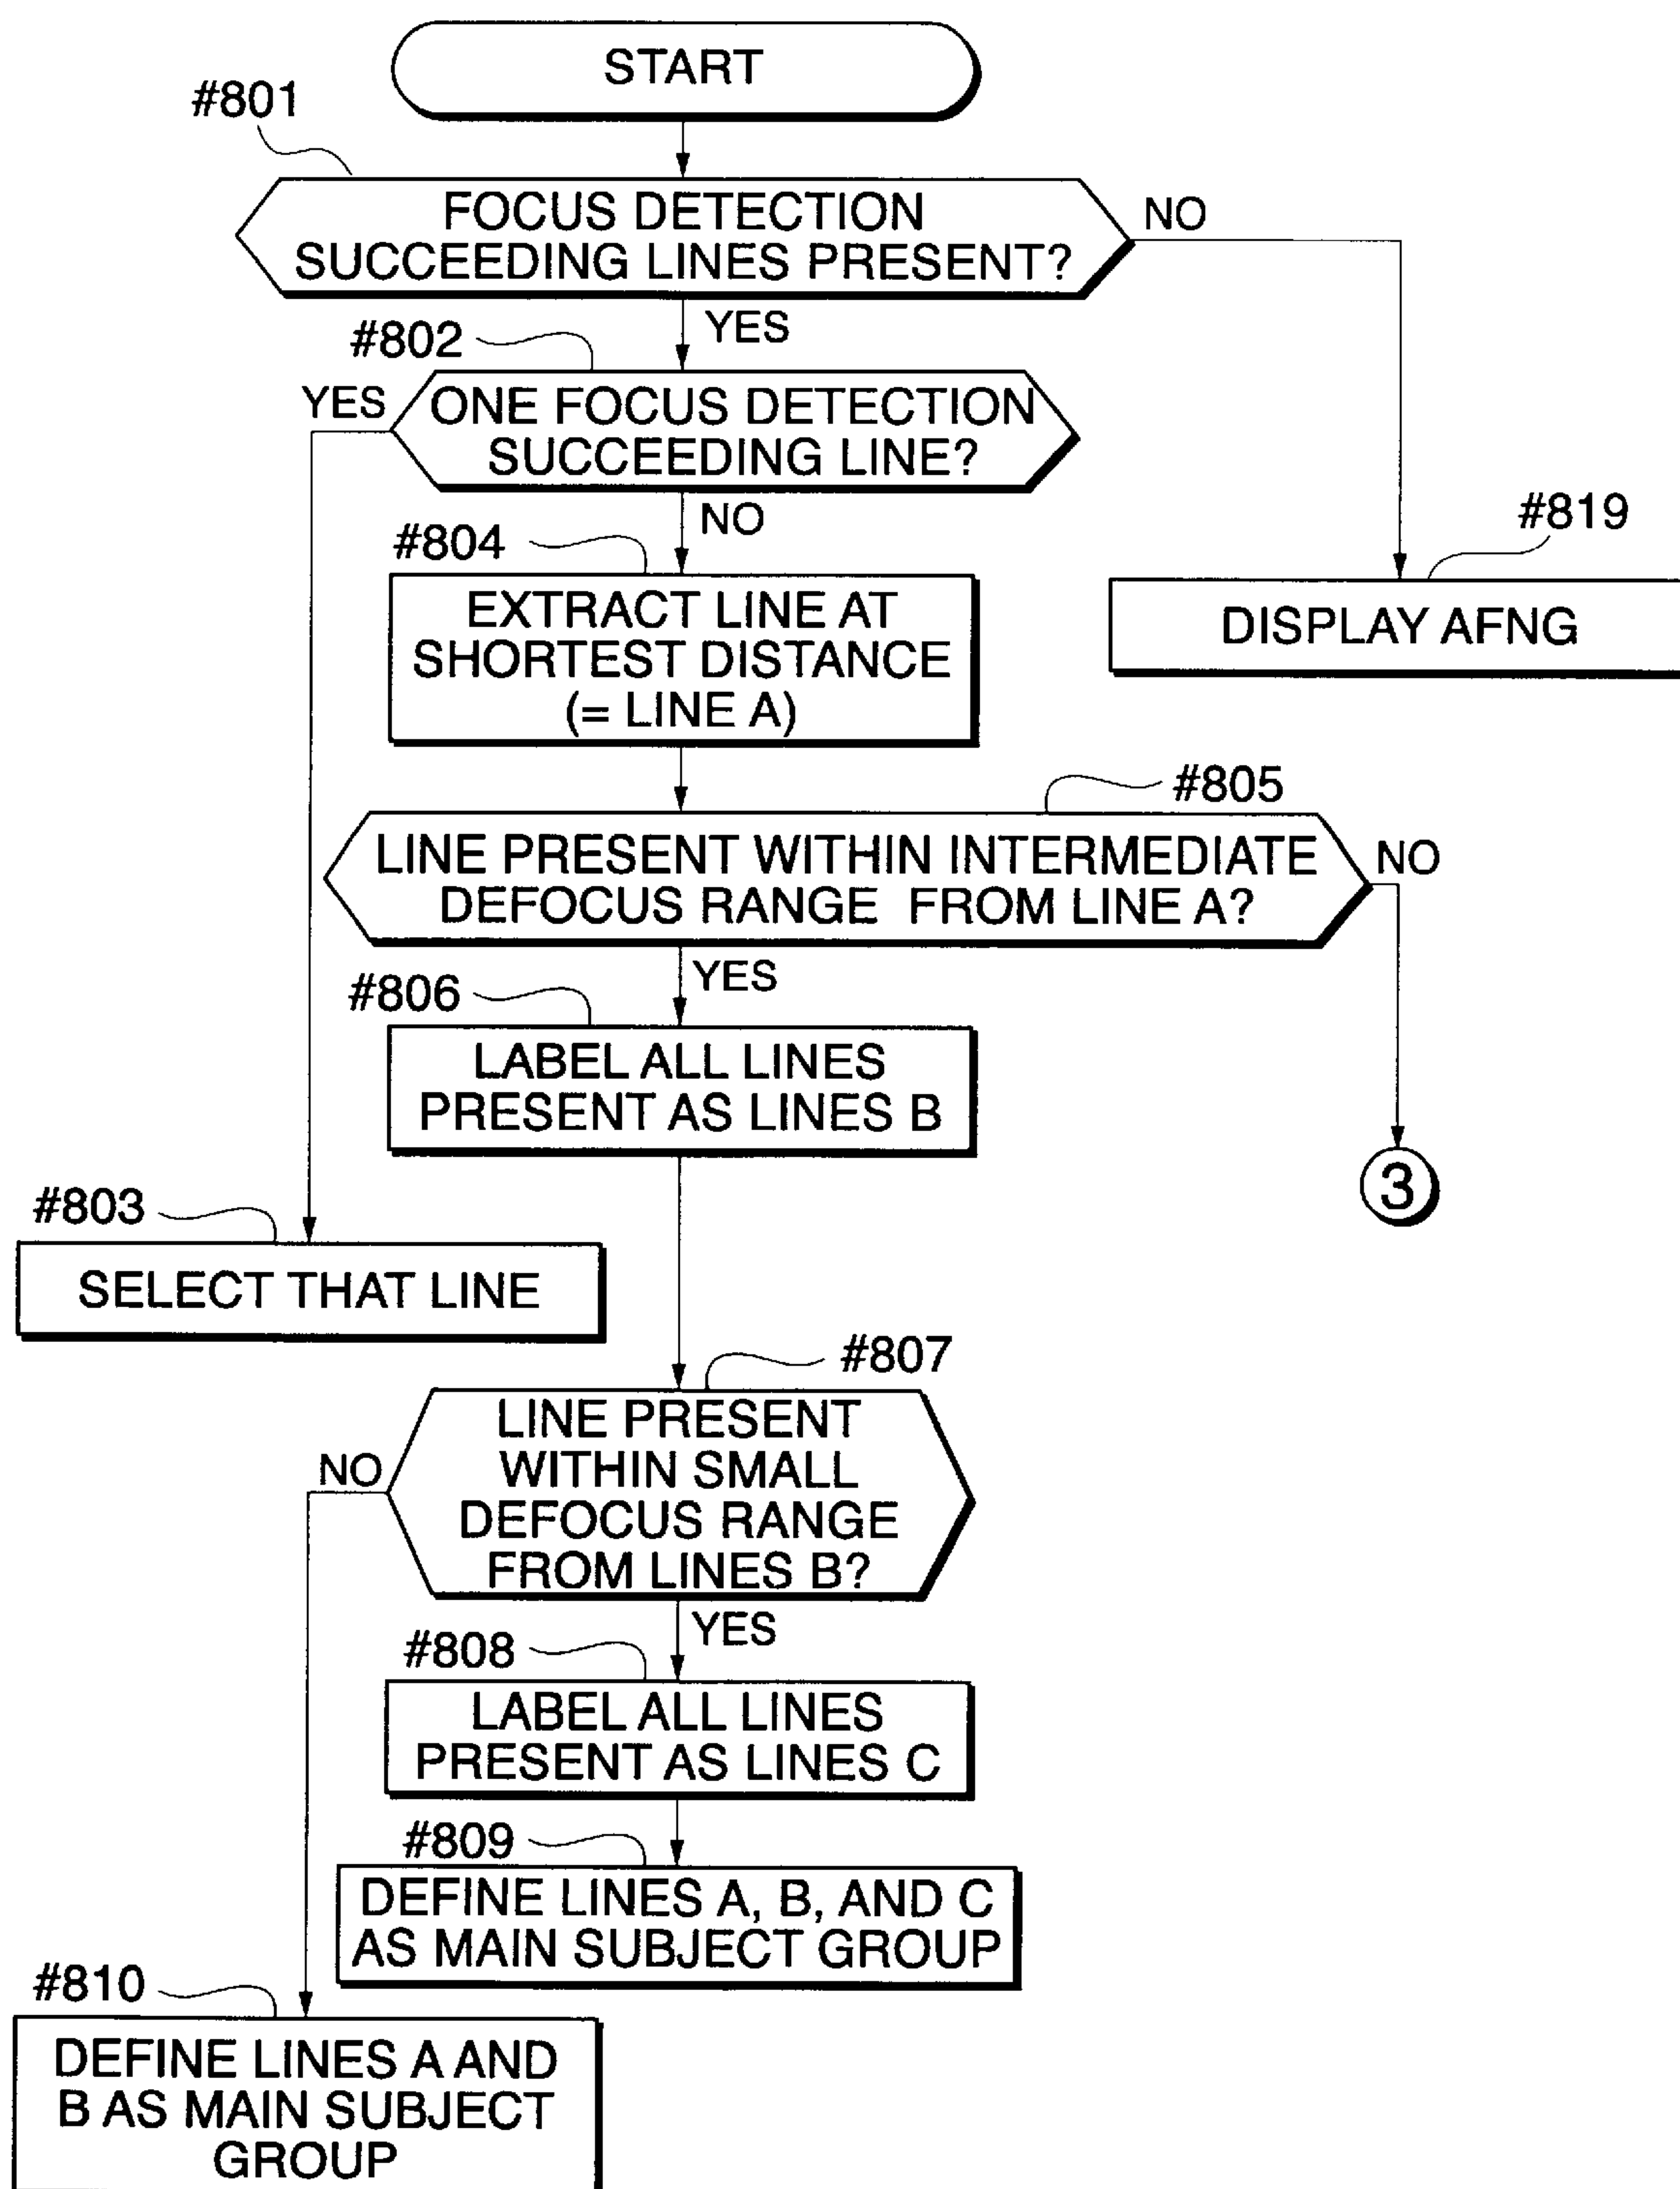 START
#801
FOCUS DETECTION
SUCCEEDING LINES PRESENT?
NO
YES
#802
YES
ONE FOCUS DETECTION
SUCCEEDING LINE?
NO
#804
EXTRACT LINE AT
SHORTEST DISTANCE
(= LINE A)
#819
DISPLAY AFNG
#805
LINE PRESENT WITHIN INTERMEDIATE
DEFOCUS RANGE FROM LINE A?
NO
YES
#806
LABEL ALL LINES
PRESENT AS LINES B
3
#803
SELECT THAT LINE
#807
LINE PRESENT
WITHIN SMALL
DEFOCUS RANGE
FROM LINES B?
NO
YES
#808
LABEL ALL LINES
PRESENT AS LINES C
#809
DEFINE LINES A, B, AND C
AS MAIN SUBJECT GROUP
#810
DEFINE LINES A AND
B AS MAIN SUBJECT
GROUP